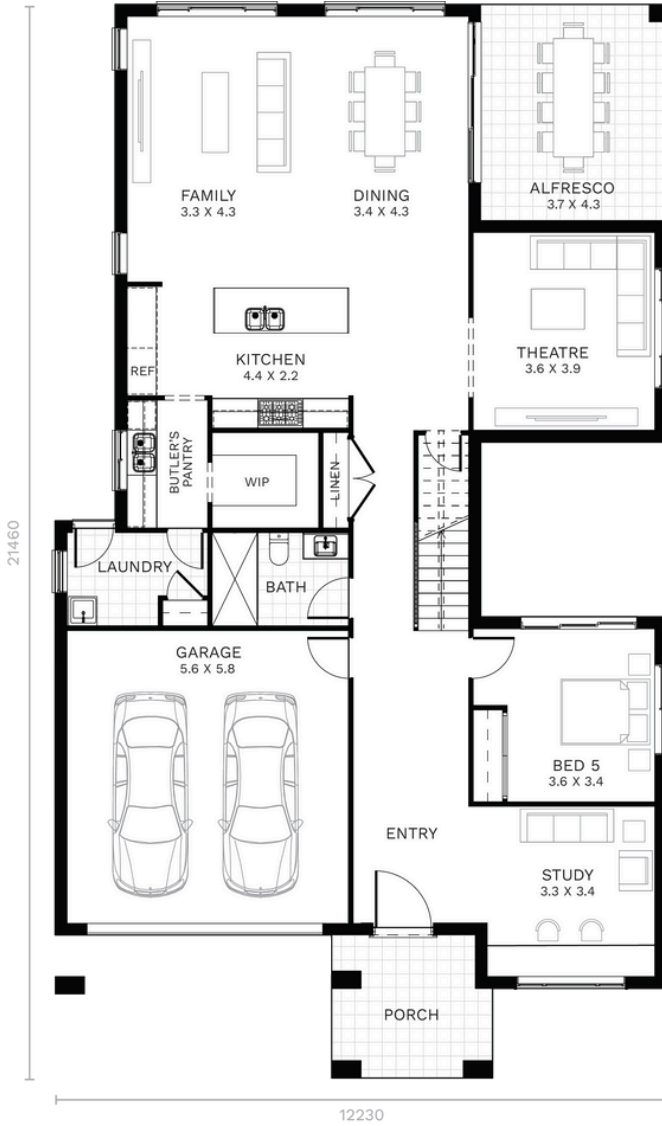 FAMILY
3.3 X 4.3
DINING
3.4 X 4.3
ALFRESCO
3.7 X 4.3
THEATRE
3.6 X 3.9
KITCHEN
4.4 X 2.2
REF
BUTLER'S
PANTRY
WIP
LINEN
LAUNDRY
BATH
GARAGE
5.6 X 5.8
BED 5
3.6 X 3.4
ENTRY
STUDY
3.3 X 3.4
PORCH
21460
12230